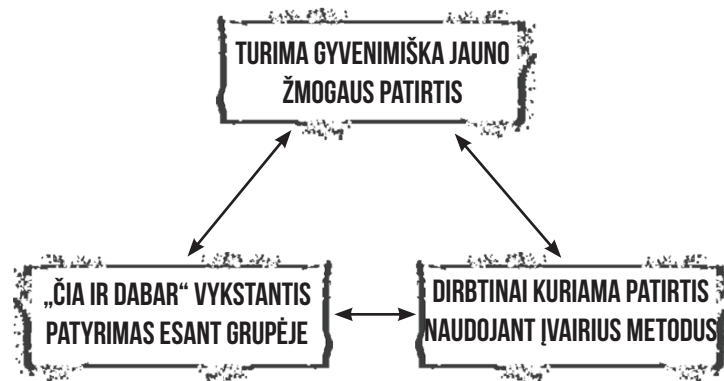 TURIMA GYVENIMIŠKA JAUNO
ŽMOGAUS PATIRTIS
„ČIA IR DABAR“ VYKSTANTIS
PATYRIMAS ESANT GRUPĖJE
DIRBTINAI KURIAMA PATIRTIS
NAUDOJANT ĮVAIRIUS METODUS